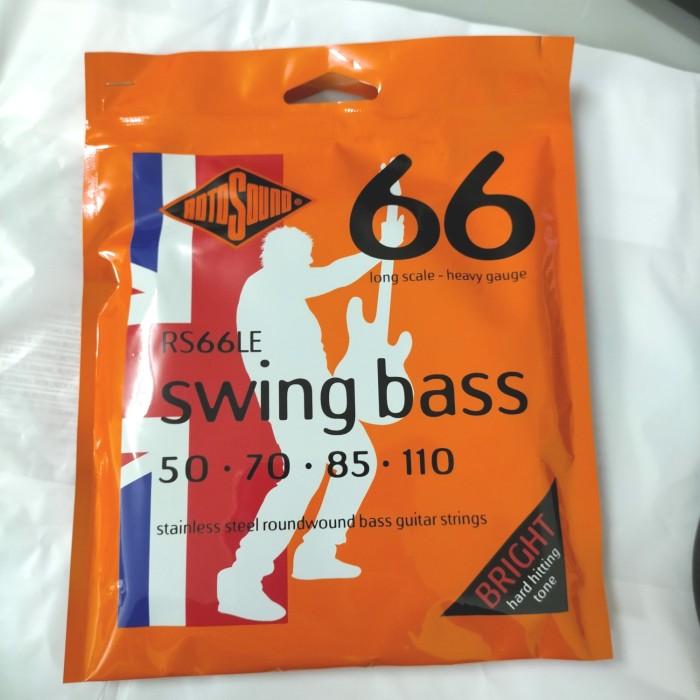 ROTOSOUND
66
long scale - heavy gauge
RS66LE
swing bass
50 · 70 · 85 · 110
stainless steel roundwound bass guitar strings
BRIGHT
hard hitting
tone